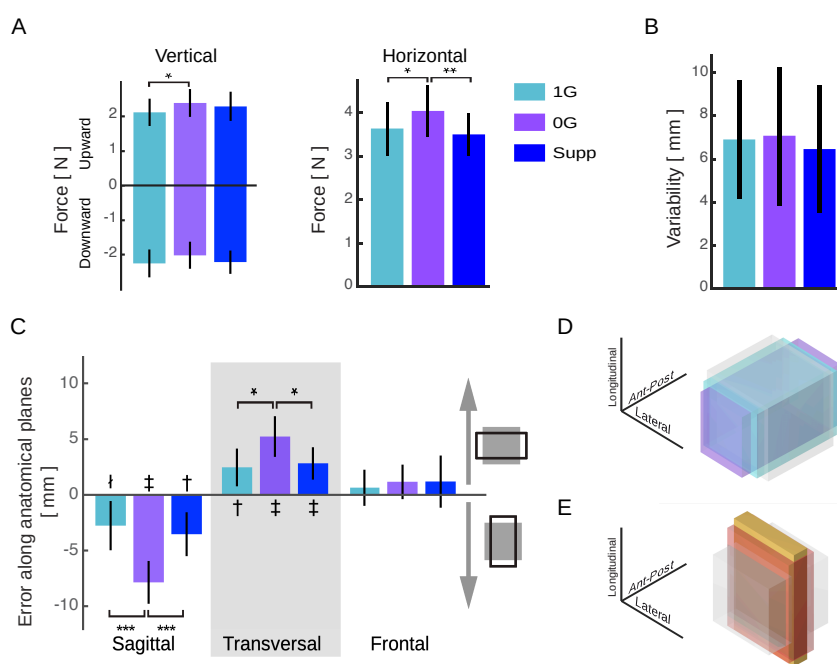 A
Vertical
*
Force [ N ]
Upward
Downward
2
1
0
-1
-2
Horizontal
*
**
Force [ N ]
4
3
2
1
0
1G
0G
Supp
B
Variability [ mm ]
10
8
6
4
2
0
C
Error along anatomical planes
[ mm ]
10
5
0
-5
-10
‡
†
*
*
†
‡
‡
***
***
Sagittal
Transversal
Frontal
D
Longitudinal
Ant-Post
Lateral
E
Longitudinal
Ant-Post
Lateral